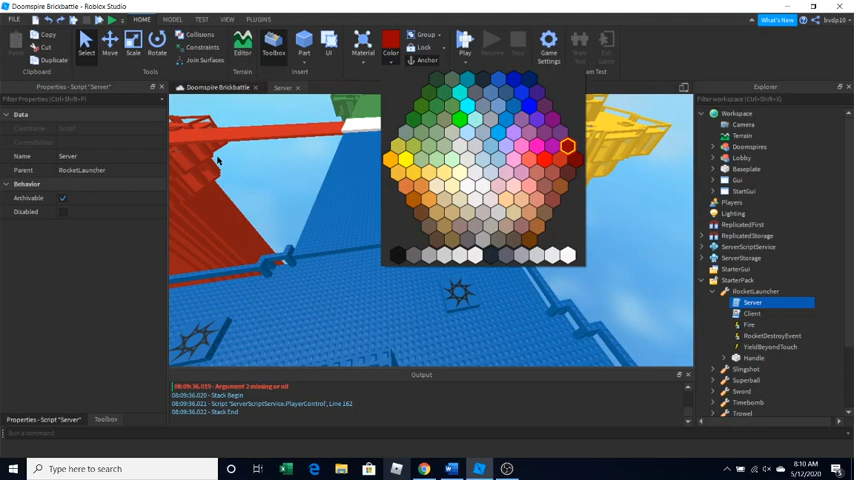 Doomspire Brickbattle - Roblox Studio
FILE HOME MODEL TEST VIEW PLUGINS
What's New bvdp10
Paste Copy Cut Duplicate
Select Move Scale Rotate
Collisions Constraints Join Surfaces
Editor Toolbox Part UI
Material Color Group Lock Anchor
Play Resume Stop Game Settings Team Test Exit Game
Clipboard Tools Terrain Insert Team Test
Properties - Script "Server" Doomspire Brickbattle Server Explorer
Filter Properties (Ctrl+Shift+P) Filter workspace (Ctrl+Shift+X)
Data
Name Server
Parent RocketLauncher
Behavior
Archivable
Disabled
Workspace
Camera
Terrain
Doomspires
Lobby
Baseplate
Gui
StartGui
Players
Lighting
ReplicatedFirst
ReplicatedStorage
ServerScriptService
ServerStorage
StarterGui
StarterPack
RocketLauncher
Server
Client
Fire
RocketDestroyEvent
YieldBeyondTouch
Handle
Slingshot
Superball
Sword
Timebomb
Trowel
Output
08:09:36.019 - Argument 2 missing or nil
08:09:36.020 - Stack Begin
08:09:36.021 - Script 'ServerScriptService.PlayerControl', Line 162
08:09:36.022 - Stack End
Properties - Script "Server" Toolbox
Run command
Type here to search
8:10 AM
5/12/2020